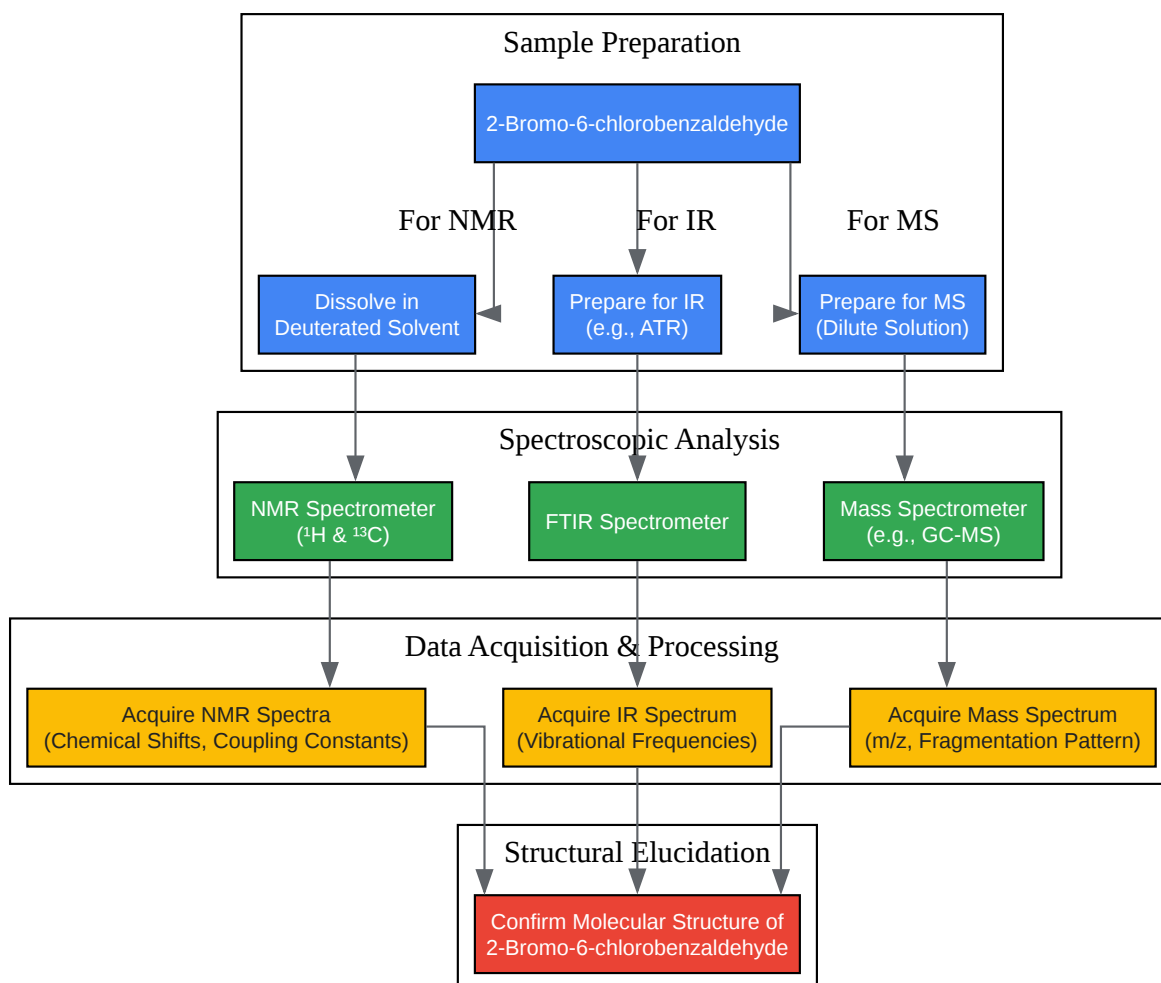 Sample Preparation
2-Bromo-6-chlorobenzaldehyde
For NMR
For IR
For MS
Dissolve in
Deuterated Solvent
Prepare for IR
(e.g., ATR)
Prepare for MS
(Dilute Solution)
Spectroscopic Analysis
NMR Spectrometer
(¹H & ¹³C)
FTIR Spectrometer
Mass Spectrometer
(e.g., GC-MS)
Data Acquisition & Processing
Acquire NMR Spectra
(Chemical Shifts, Coupling Constants)
Acquire IR Spectrum
(Vibrational Frequencies)
Acquire Mass Spectrum
(m/z, Fragmentation Pattern)
Structural Elucidation
Confirm Molecular Structure of
2-Bromo-6-chlorobenzaldehyde